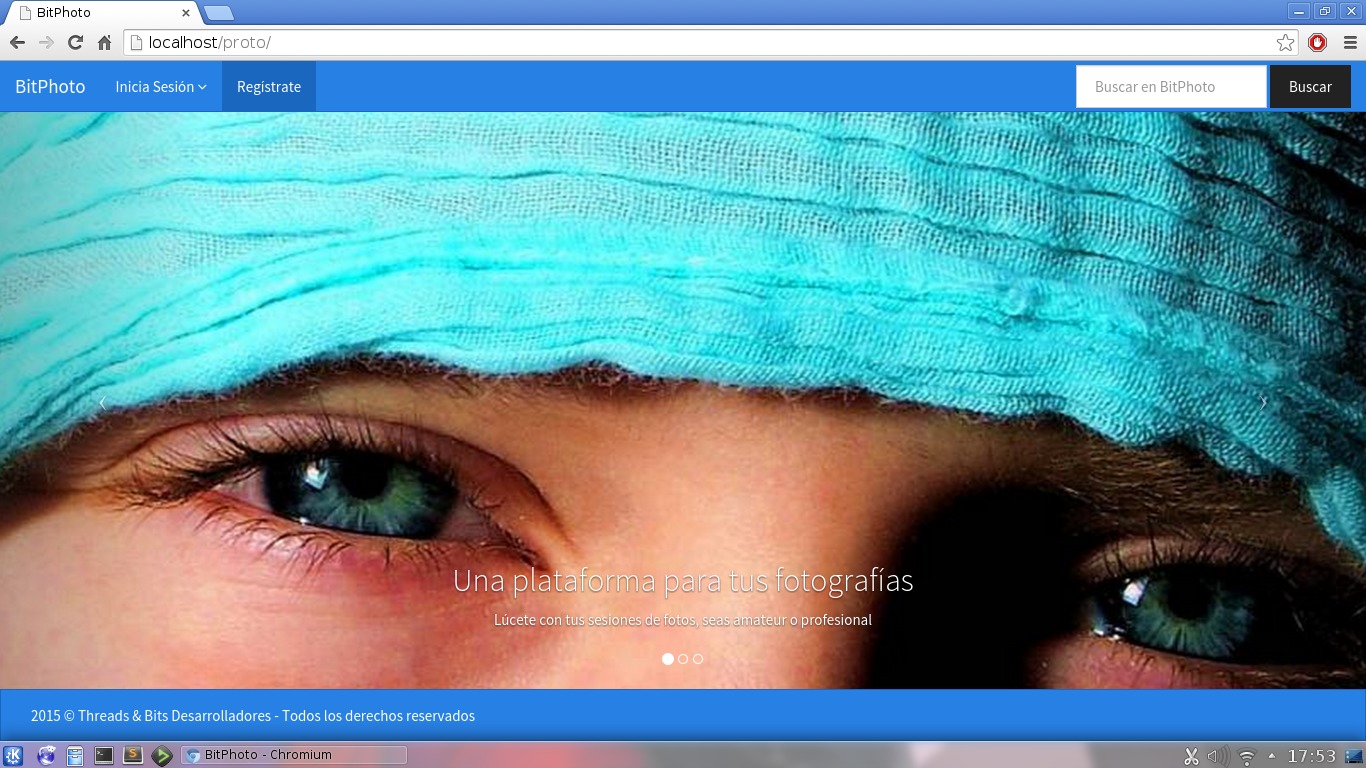 BitPhoto
localhost/proto/
BitPhoto Inicia Sesión Regístrate Buscar en BitPhoto Buscar
Una plataforma para tus fotografías
Lúcete con tus sesiones de fotos, seas amateur o profesional
2015 © Threads & Bits Desarrolladores - Todos los derechos reservados
BitPhoto - Chromium 17:53